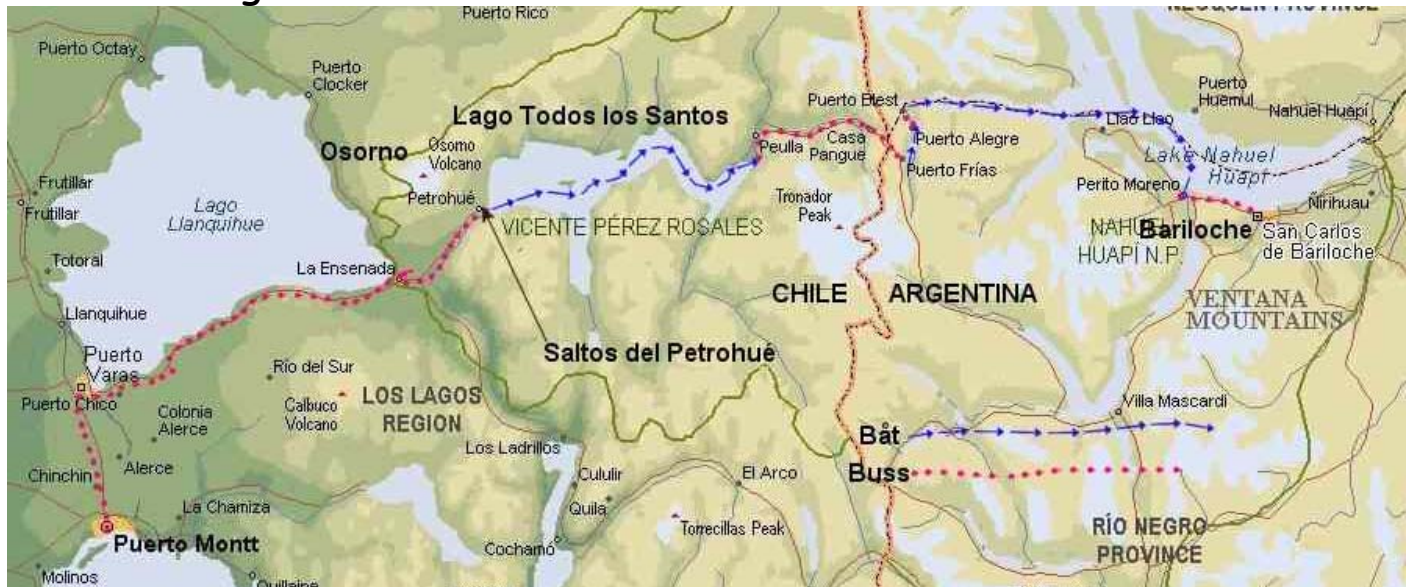 Puerto Rico
Puerto Octay
Puerto
Clocker
Lago Todos los Santos
Puerto Blest
Puerto
Huemul
Nahuel Huapí
Llao Llao
Osorno
Osorno
Volcano
Peulla
Casa
Pangue
Puerto Alegre
Puerto Frías
Lake Nahuel
Huapí
Frutillar
Frutillar
Lago
Llanquihue
Petrohué
VICENTE PÉREZ ROSALES
Tronador
Peak
Perito Moreno
Ñirihuau
NAHUEL
HUAPÍ N.P.
Bariloche
San Carlos
de Bariloche
Totoral
La Ensenada
CHILE
ARGENTINA
VENTANA
MOUNTAINS
Llanquihue
Puerto
Varas
Saltos del Petrohué
Río del Sur
Puerto Chico
Calbuco
Volcano
LOS LAGOS
REGION
Colonia
Alerce
Villa Mascardi
Båt
Los Ladrillos
Buss
Chinchin
Alerce
Cululir
El Arco
Quila
La Chamiza
Torrecillas Peak
RÍO NEGRO
PROVINCE
Puerto Montt
Cochamó
Molinos